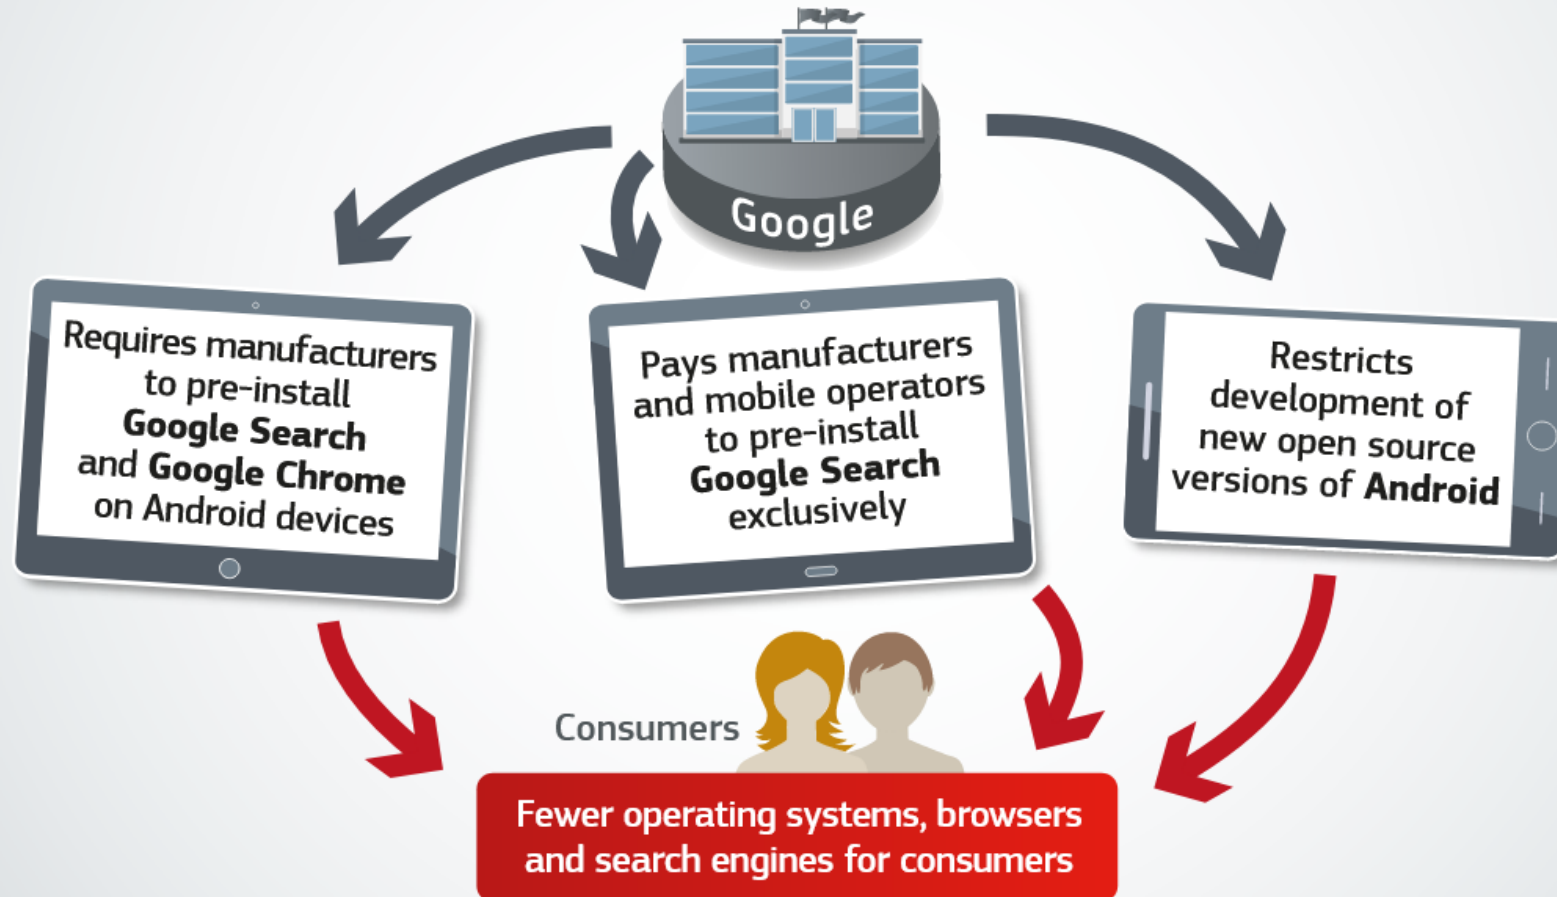 Google
Requires manufacturers
to pre-install
Google Search
and Google Chrome
on Android devices
Pays manufacturers
and mobile operators
to pre-install
Google Search
exclusively
Restricts
development of
new open source
versions of Android
Consumers
Fewer operating systems, browsers
and search engines for consumers